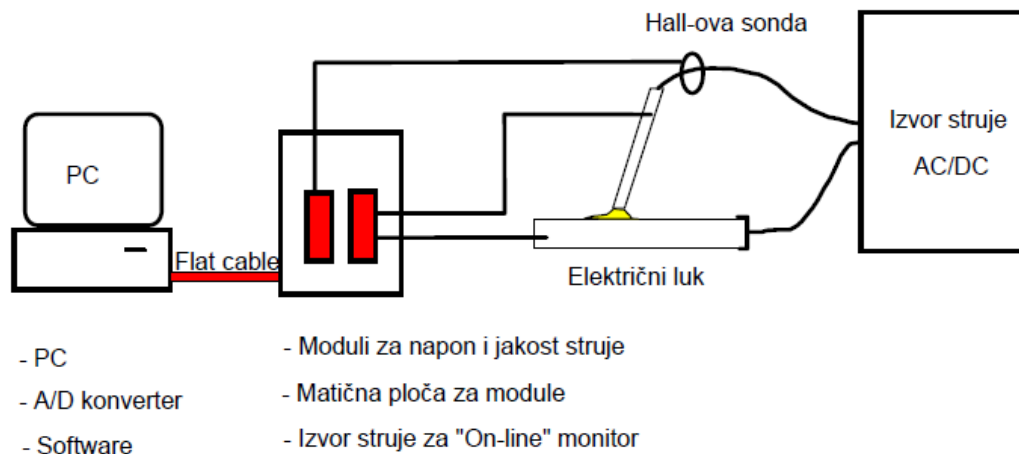 Hall-ova sonda
Izvor struje
AC/DC
PC
Flat cable
Električni luk
- PC
- A/D konverter
- Software
- Moduli za napon i jakost struje
- Matična ploča za module
- Izvor struje za "On-line" monitor